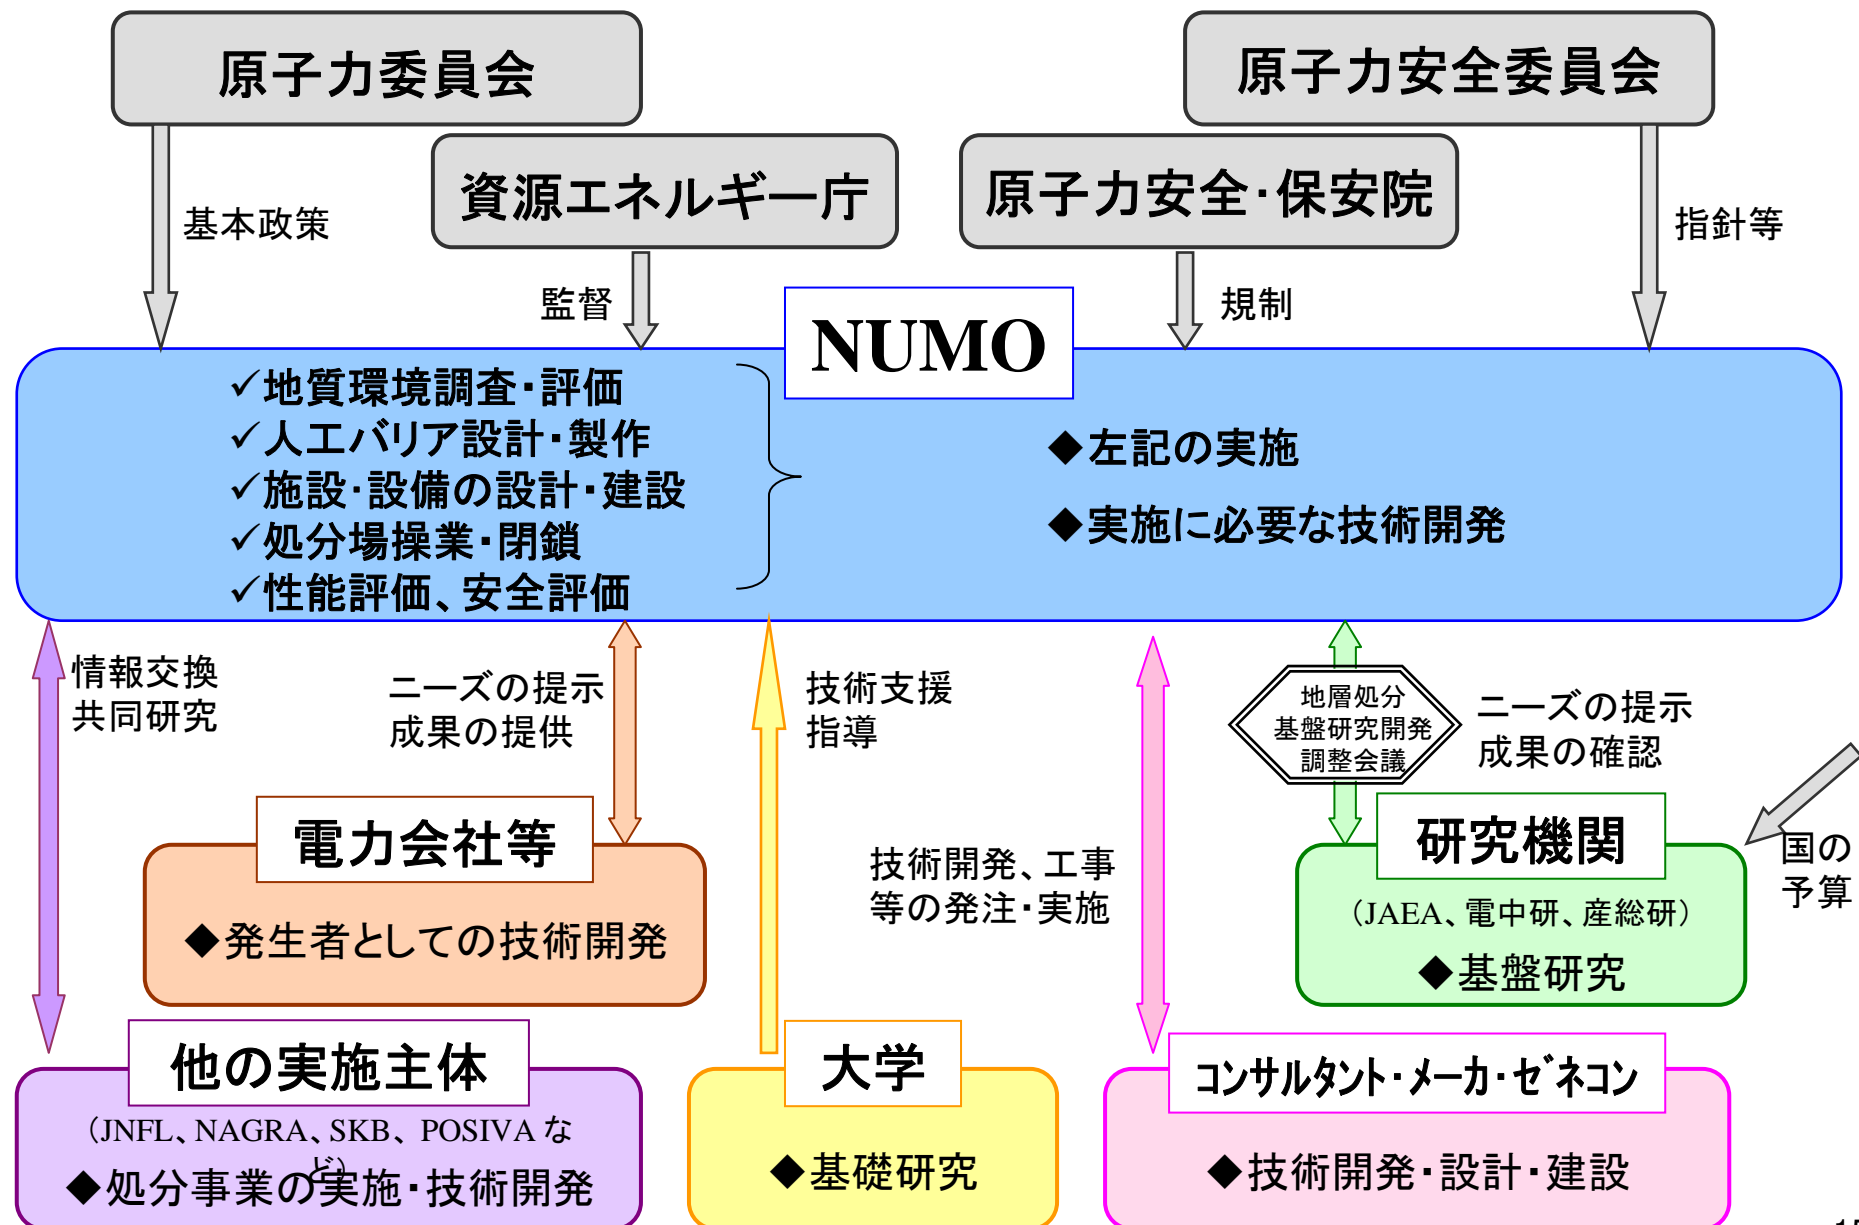 原子力委員会
原子力安全委員会
資源エネルギー庁
原子力安全・保安院
基本政策
指針等
監督
規制
NUMO
✓地質環境調査・評価
✓人工バリア設計・製作
✓施設・設備の設計・建設
✓処分場操業・閉鎖
✓性能評価、安全評価
◆左記の実施
◆実施に必要な技術開発
情報交換
共同研究
ニーズの提示
成果の提供
技術支援
指導
地層処分
基盤研究開発
調整会議
ニーズの提示
成果の確認
電力会社等
◆発生者としての技術開発
技術開発、工事
等の発注・実施
研究機関
（JAEA、電中研、産総研）
◆基盤研究
国の
予算
他の実施主体
（JNFL、NAGRA、SKB、POSIVA な
ど）
◆処分事業の実施・技術開発
大学
◆基礎研究
コンサルタント・メーカ・ゼネコン
◆技術開発・設計・建設